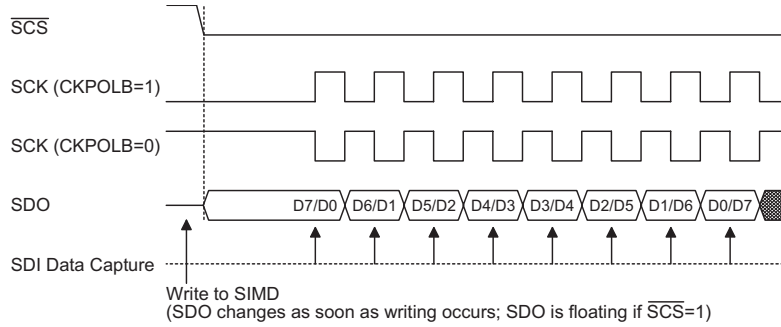 SCS
SCK (CKPOLB=1)
SCK (CKPOLB=0)
SDO
D7/D0 D6/D1 D5/D2 D4/D3 D3/D4 D2/D5 D1/D6 D0/D7
SDI Data Capture
Write to SIMD
(SDO changes as soon as writing occurs; SDO is floating if SCS=1)